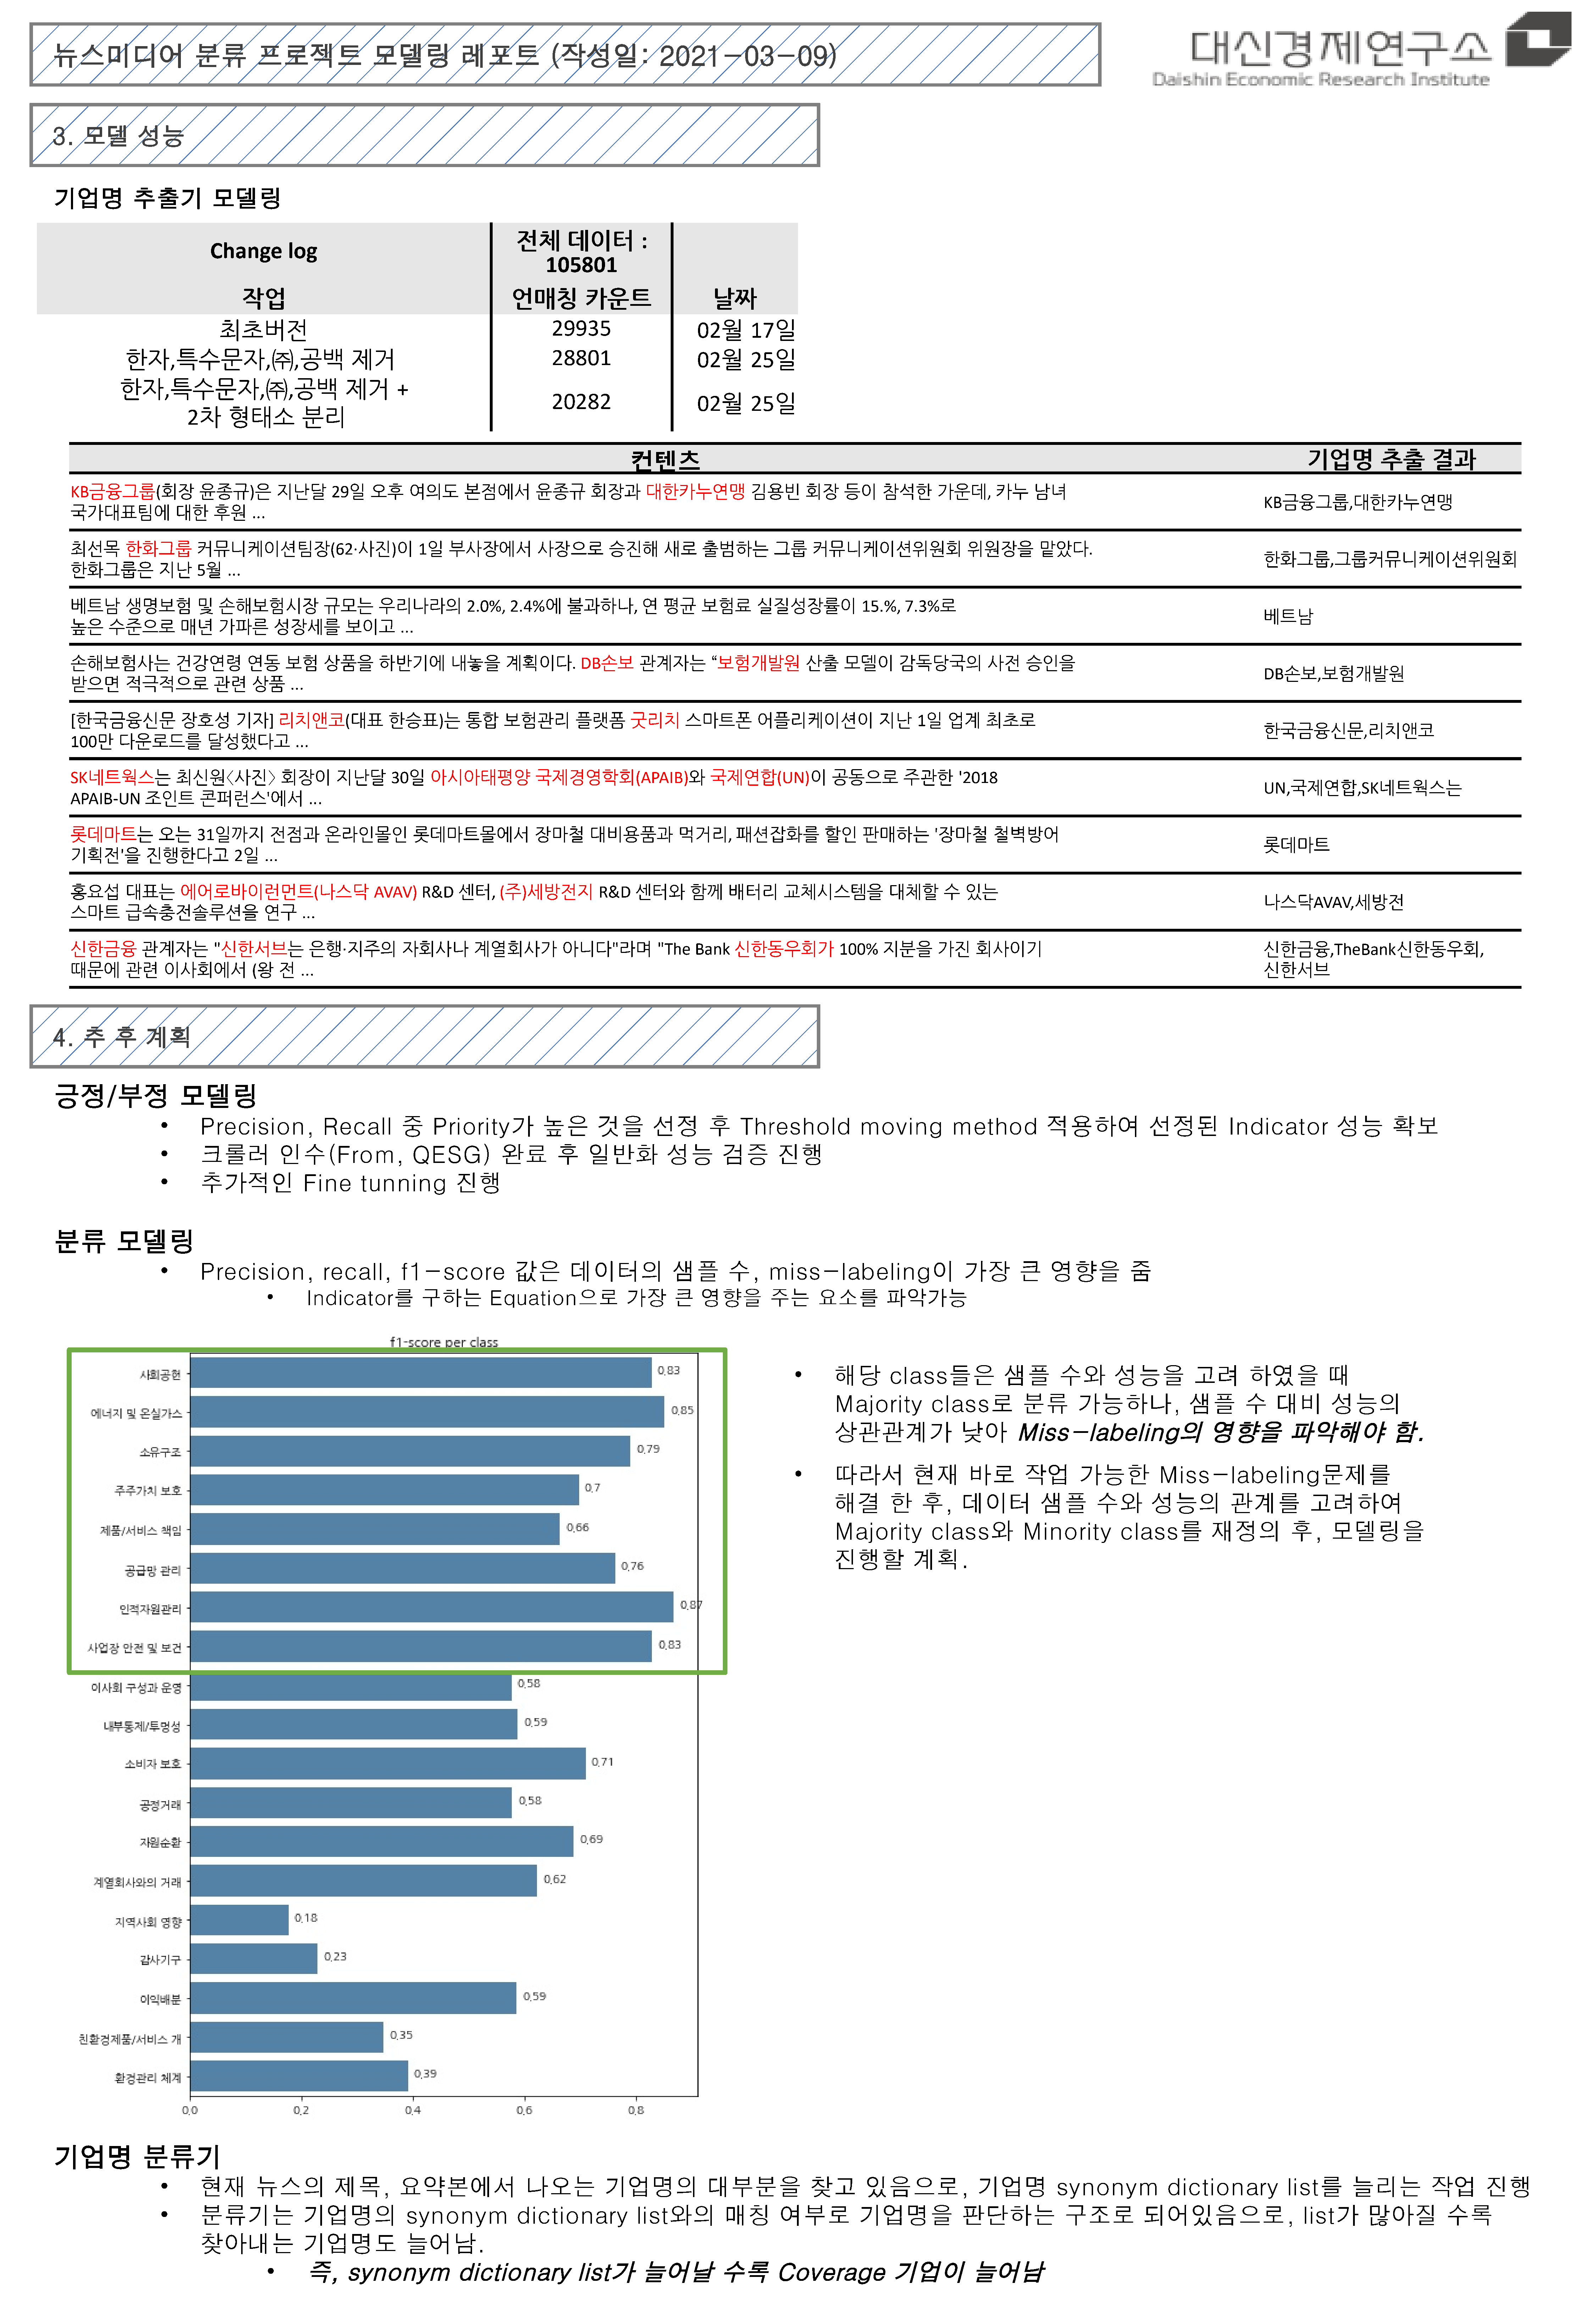 뉴스미디어 분류 프로젝트 모델링 레포트 (작성일: 2021-03-09)
대신경제연구소
Daishin Economic Research Institute
3. 모델 성능
기업명 추출기 모델링
Change log
전체 데이터 :
105801
작업
언매칭 카운트
날짜
최초버전
29935
02월 17일
한자,특수문자,㈜,공백 제거
28801
02월 25일
한자,특수문자,㈜,공백 제거 +
2차 형태소 분리
20282
02월 25일
컨텐츠
기업명 추출 결과
KB금융그룹(회장 윤종규)은 지난달 29일 오후 여의도 본점에서 윤종규 회장과 대한카누연맹 김용빈 회장 등이 참석한 가운데, 카누 남녀
국가대표팀에 대한 후원 ...
KB금융그룹,대한카누연맹
최선목 한화그룹 커뮤니케이션팀장(62·사진)이 1일 부사장에서 사장으로 승진해 새로 출범하는 그룹 커뮤니케이션위원회 위원장을 맡았다.
한화그룹은 지난 5월 ...
한화그룹,그룹커뮤니케이션위원회
베트남 생명보험 및 손해보험시장 규모는 우리나라의 2.0%, 2.4%에 불과하나, 연 평균 보험료 실질성장률이 15.%, 7.3%로
높은 수준으로 매년 가파른 성장세를 보이고 ...
베트남
손해보험사는 건강연령 연동 보험 상품을 하반기에 내놓을 계획이다. DB손보 관계자는 “보험개발원 산출 모델이 감독당국의 사전 승인을
받으면 적극적으로 관련 상품 ...
DB손보,보험개발원
[한국금융신문 장호성 기자] 리치앤코(대표 한승표)는 통합 보험관리 플랫폼 굿리치 스마트폰 어플리케이션이 지난 1일 업계 최초로
100만 다운로드를 달성했다고 ...
한국금융신문,리치앤코
SK네트웍스는 최신원〈사진〉 회장이 지난달 30일 아시아태평양 국제경영학회(APAIB)와 국제연합(UN)이 공동으로 주관한 '2018
APAIB-UN 조인트 콘퍼런스'에서 ...
UN,국제연합,SK네트웍스는
롯데마트는 오는 31일까지 전점과 온라인몰인 롯데마트몰에서 장마철 대비용품과 먹거리, 패션잡화를 할인 판매하는 '장마철 철벽방어
기획전'을 진행한다고 2일 ...
롯데마트
홍요섭 대표는 에어로바이런먼트(나스닥 AVAV) R&D 센터, (주)세방전지 R&D 센터와 함께 배터리 교체시스템을 대체할 수 있는
스마트 급속충전솔루션을 연구 ...
나스닥AVAV,세방전
신한금융 관계자는 "신한서브는 은행·지주의 자회사나 계열회사가 아니다"라며 "The Bank 신한동우회가 100% 지분을 가진 회사이기
때문에 관련 이사회에서 (왕 전 ...
신한금융,TheBank신한동우회,
신한서브
4. 추 후 계획
긍정/부정 모델링
• Precision, Recall 중 Priority가 높은 것을 선정 후 Threshold moving method 적용하여 선정된 Indicator 성능 확보
• 크롤러 인수(From, QESG) 완료 후 일반화 성능 검증 진행
• 추가적인 Fine tunning 진행
분류 모델링
• Precision, recall, f1-score 값은 데이터의 샘플 수, miss-labeling이 가장 큰 영향을 줌
• Indicator를 구하는 Equation으로 가장 큰 영향을 주는 요소를 파악가능
f1-score per class
사회공헌 0.83
에너지 및 온실가스 0.85
소유구조 0.79
주주가치 보호 0.7
제품/서비스 책임 0.66
공급망 관리 0.76
인적자원관리 0.87
사업장 안전 및 보건 0.83
이사회 구성과 운영 0.58
내부통제/투명성 0.59
소비자 보호 0.71
공정거래 0.58
자원순환 0.69
계열회사와의 거래 0.62
지역사회 영향 0.18
감사기구 0.23
이익배분 0.59
친환경제품/서비스 개 0.35
환경관리 체계 0.39
0.0 0.2 0.4 0.6 0.8
• 해당 class들은 샘플 수와 성능을 고려 하였을 때
Majority class로 분류 가능하나, 샘플 수 대비 성능의
상관관계가 낮아 Miss-labeling의 영향을 파악해야 함.
• 따라서 현재 바로 작업 가능한 Miss-labeling문제를
해결 한 후, 데이터 샘플 수와 성능의 관계를 고려하여
Majority class와 Minority class를 재정의 후, 모델링을
진행할 계획.
기업명 분류기
• 현재 뉴스의 제목, 요약본에서 나오는 기업명의 대부분을 찾고 있음으로, 기업명 synonym dictionary list를 늘리는 작업 진행
• 분류기는 기업명의 synonym dictionary list와의 매칭 여부로 기업명을 판단하는 구조로 되어있음으로, list가 많아질 수록
찾아내는 기업명도 늘어남.
• 즉, synonym dictionary list가 늘어날 수록 Coverage 기업이 늘어남